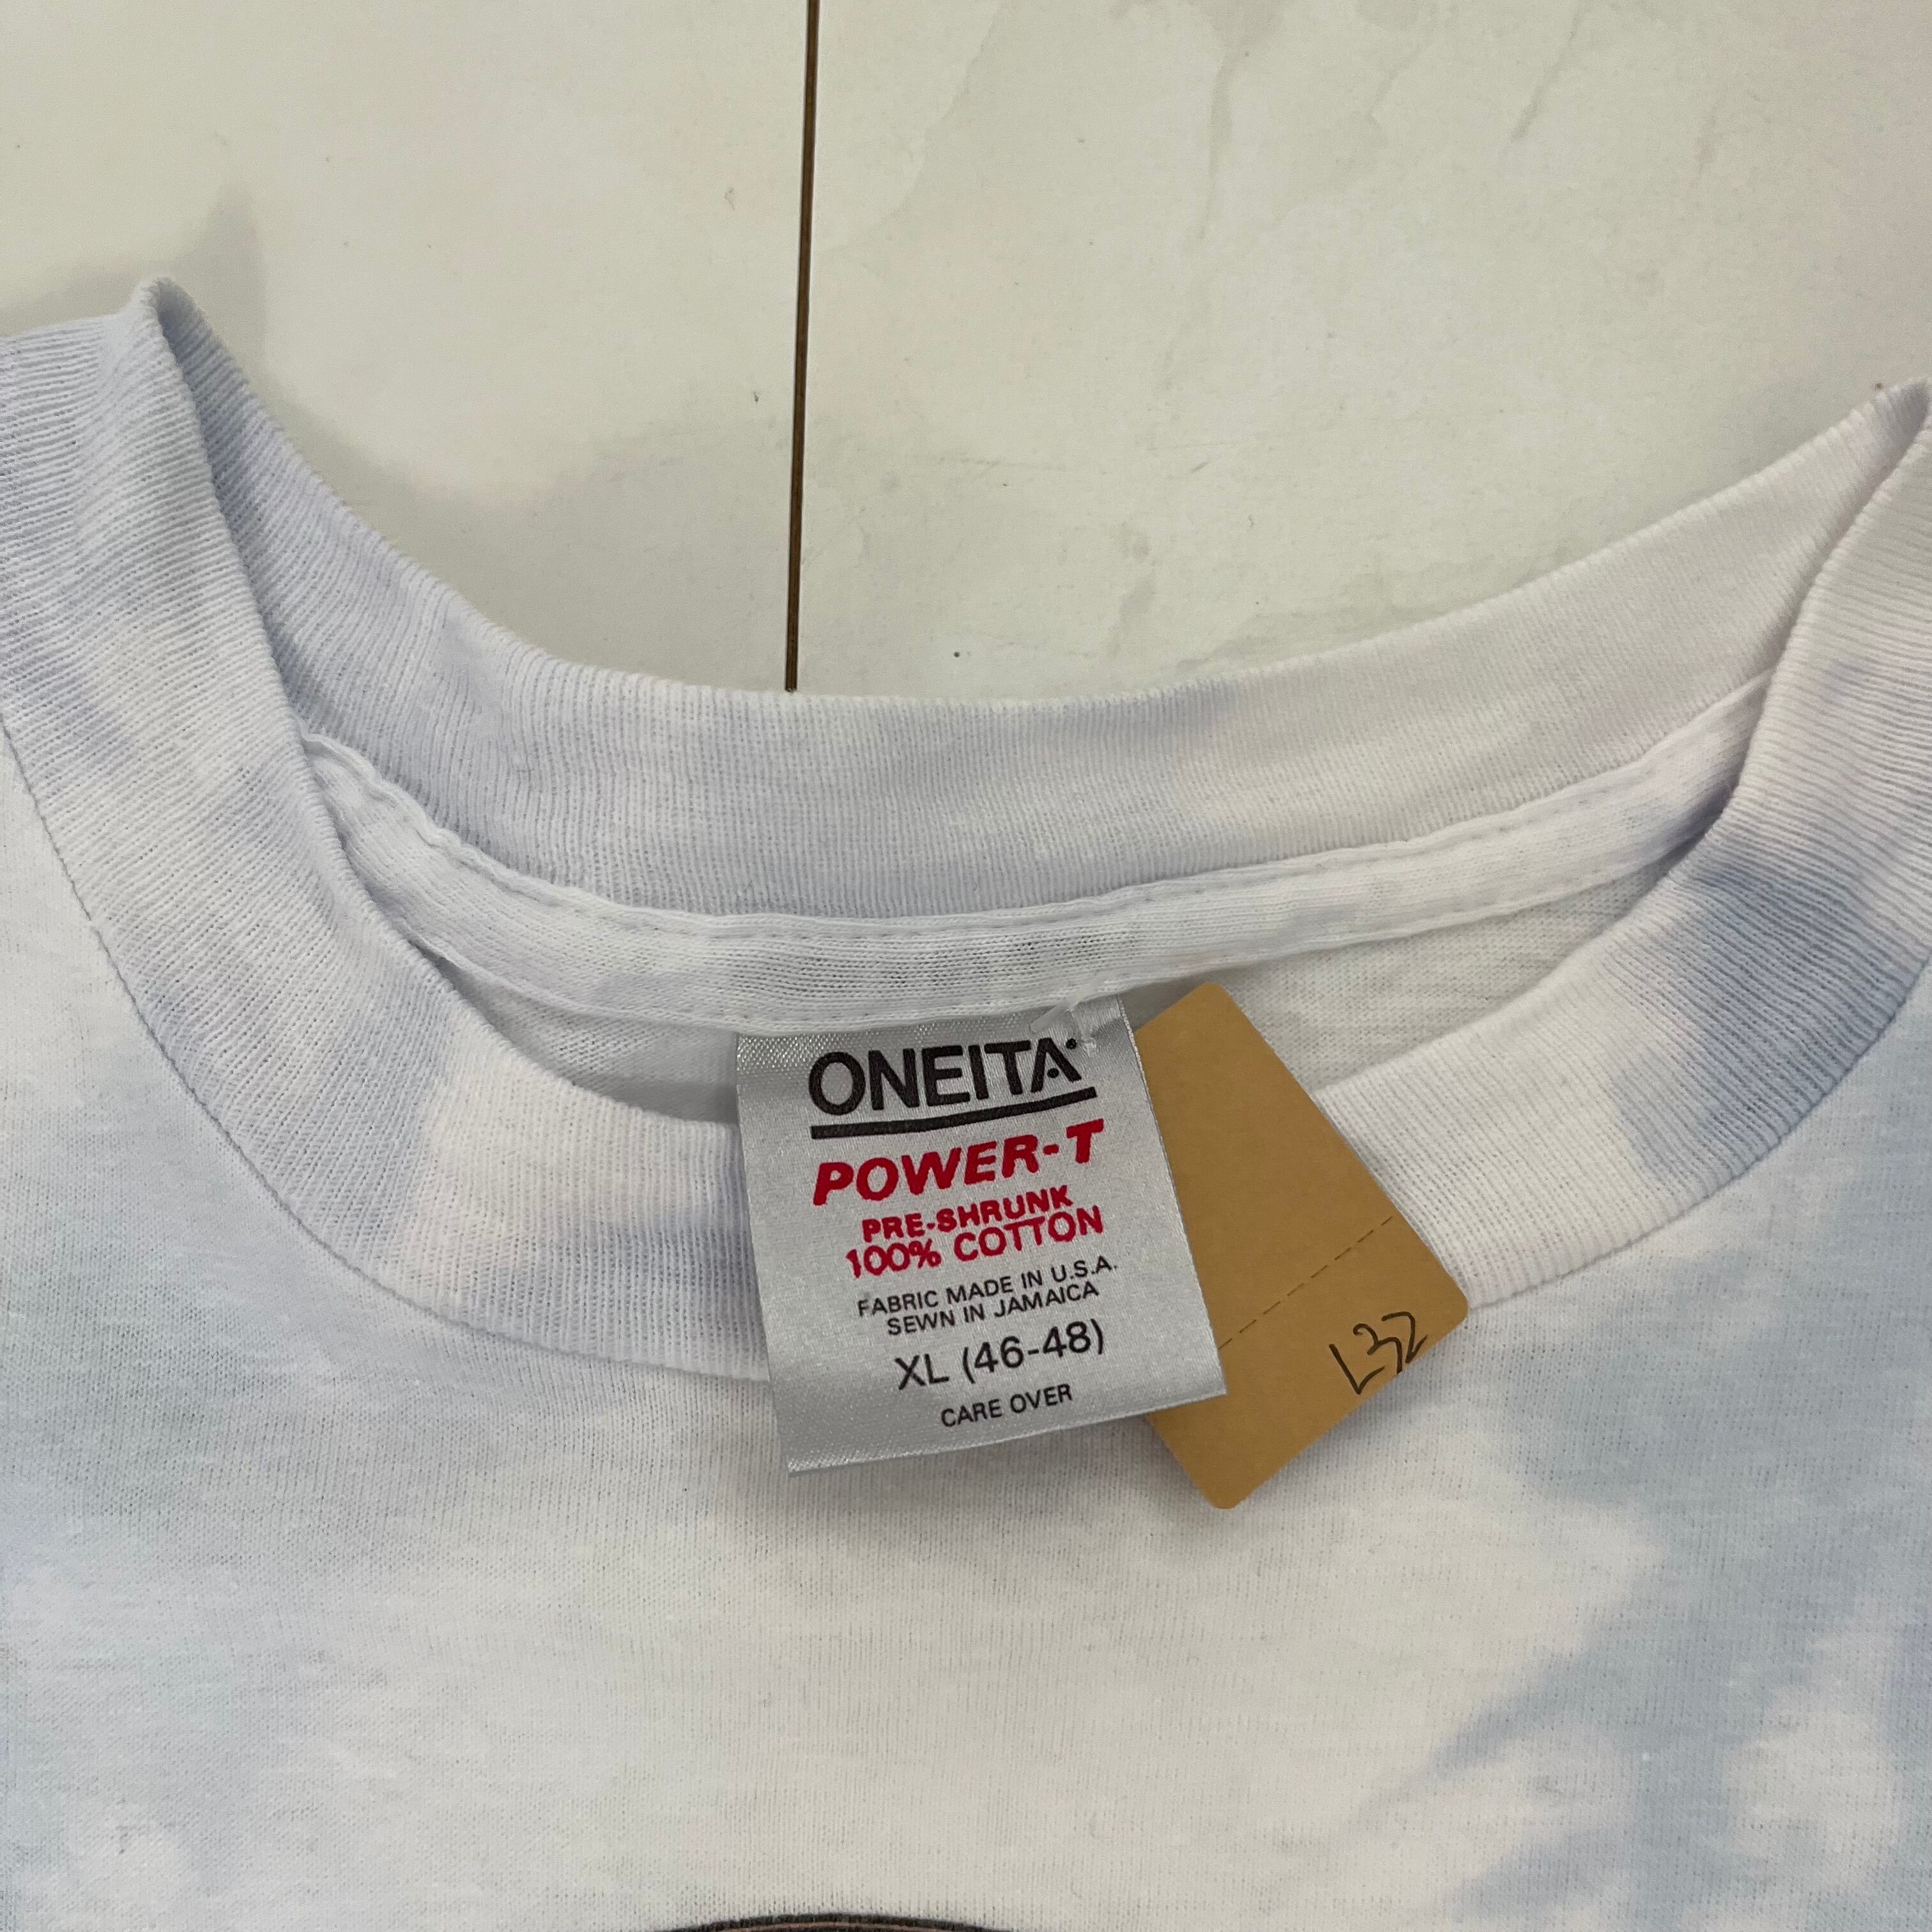 ONEITA
POWER-T
PRE-SHRUNK
100% COTTON
FABRIC MADE IN U.S.A.
SEWN IN JAMAICA
XL (46-48)
CARE OVER
L32